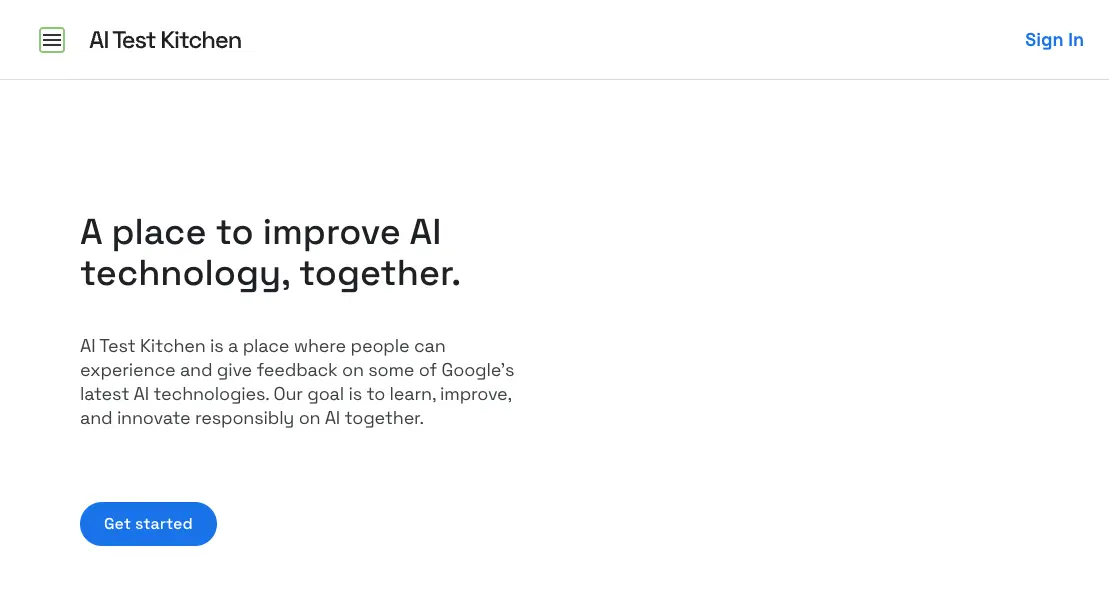 AI Test Kitchen
Sign In
A place to improve AI
technology, together.
AI Test Kitchen is a place where people can
experience and give feedback on some of Google's
latest AI technologies. Our goal is to learn, improve,
and innovate responsibly on AI together.
Get started